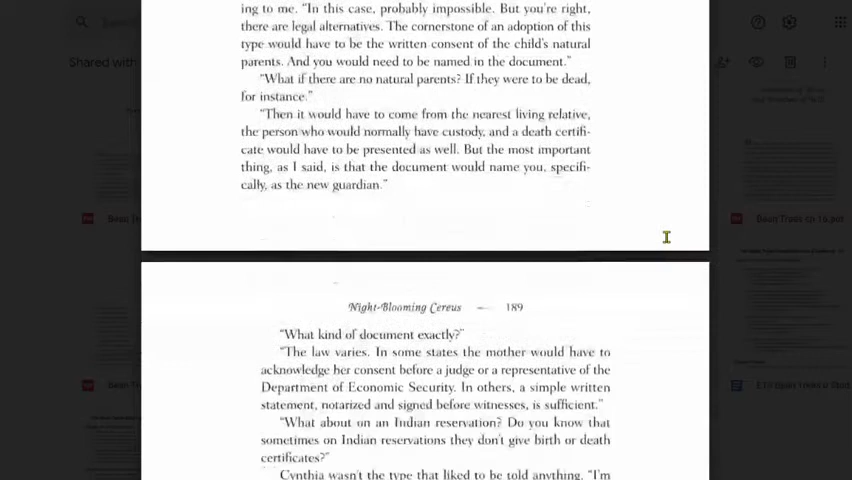 Shared with
ing to me. “In this case, probably impossible. But you’re right,
there are legal alternatives. The cornerstone of an adoption of this
type would have to be the written consent of the child’s natural
parents. And you would need to be named in the document.”
“What if there are no natural parents? If they were to be dead,
for instance.”
“Then it would have to come from the nearest living relative,
the person who would normally have custody, and a death certifi-
cate would have to be presented as well. But the most important
thing, as I said, is that the document would name you, specifi-
cally, as the new guardian.”
Night-Blooming Cereus — 189
“What kind of document exactly?”
“The law varies. In some states the mother would have to
acknowledge her consent before a judge or a representative of the
Department of Economic Security. In others, a simple written
statement, notarized and signed before witnesses, is sufficient.”
“What about on an Indian reservation? Do you know that
sometimes on Indian reservations they don’t give birth or death
certificates?”
Cynthia wasn’t the type that liked to be told anything. “I’m